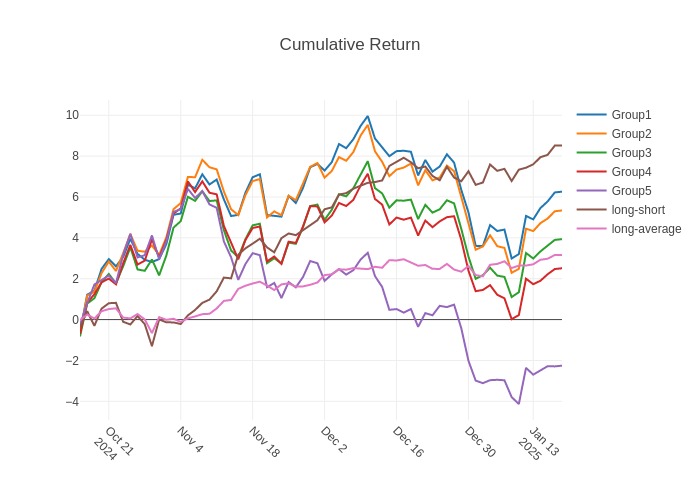 Cumulative Return
10
8
6
4
2
0
−2
−4
Oct 21
2024
Nov 4
Nov 18
Dec 2
Dec 16
Dec 30
Jan 13
2025
Group1
Group2
Group3
Group4
Group5
long-short
long-average